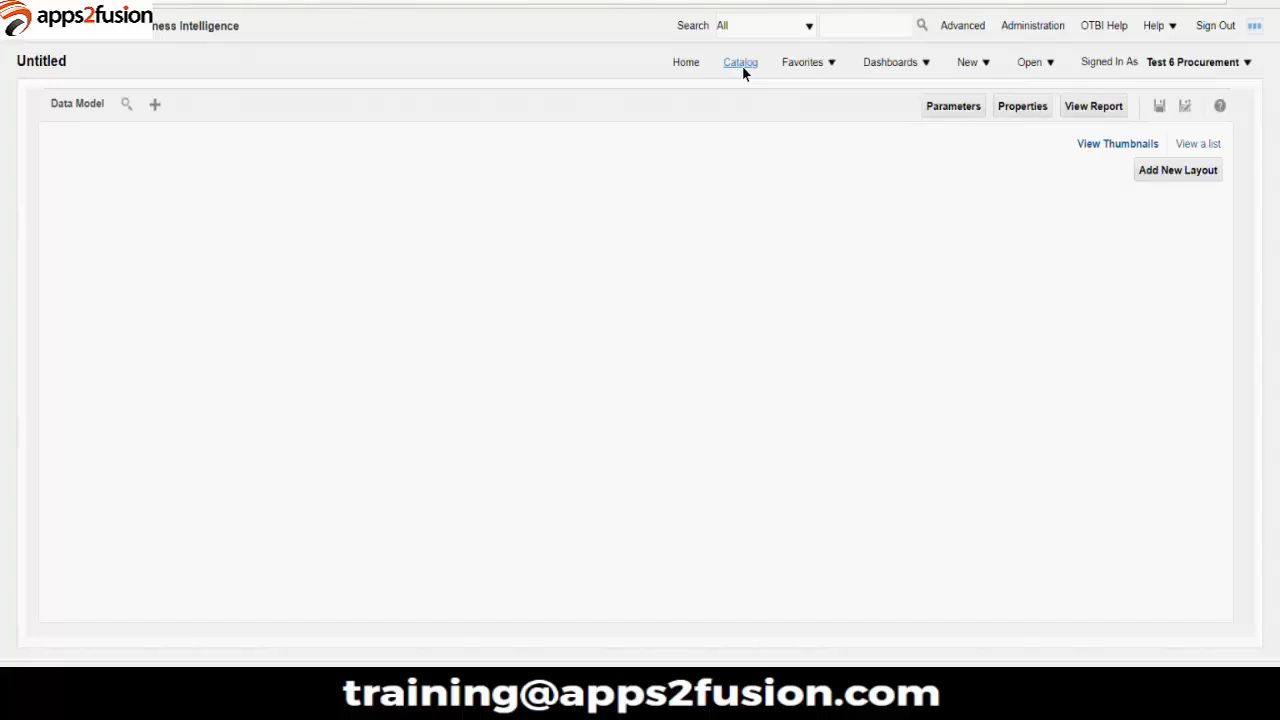 apps2fusion
ness Intelligence
Search All Advanced Administration OTBI Help Help Sign Out
Untitled
Home Catalog Favorites Dashboards New Open Signed In As Test 6 Procurement
Data Model
Parameters Properties View Report
View Thumbnails View a list
Add New Layout
training@apps2fusion.com